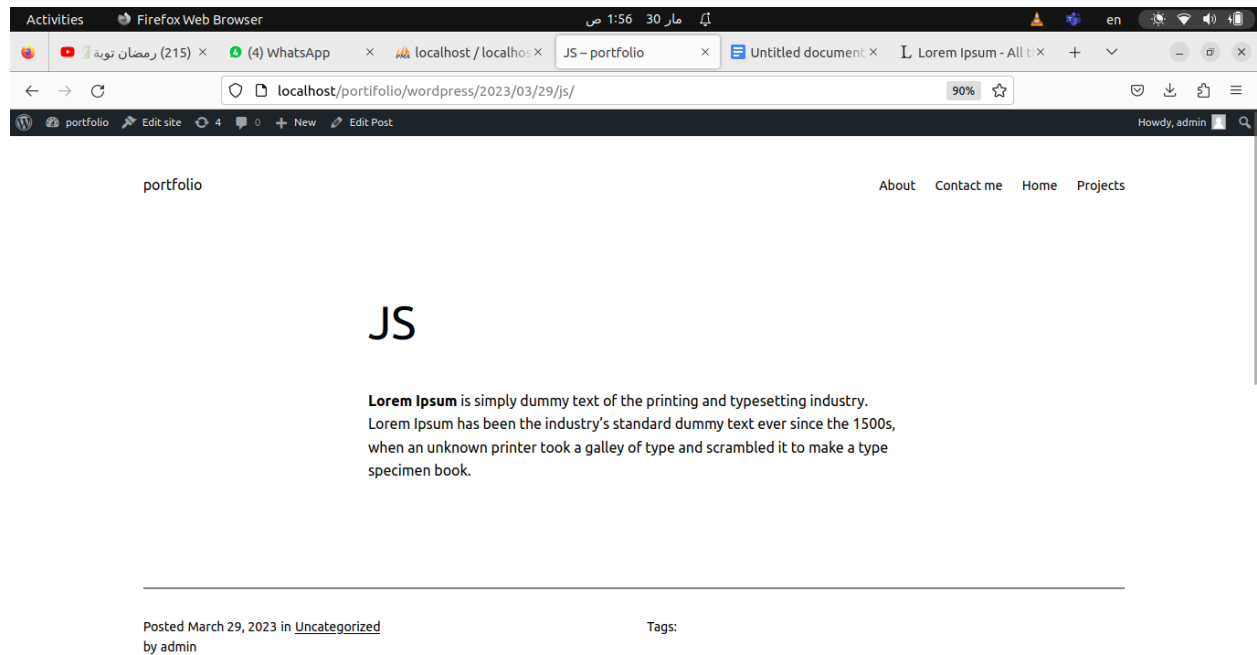 Activities Firefox Web Browser 1:56 ص 30 مار en
(215) رمضان توبة (4) WhatsApp localhost / localhos JS – portfolio Untitled document Lorem Ipsum - All t
localhost/portifolio/wordpress/2023/03/29/js/ 90%
portfolio Edit site 4 0 New Edit Post Howdy, admin
portfolio About Contact me Home Projects
JS
Lorem Ipsum is simply dummy text of the printing and typesetting industry.
Lorem Ipsum has been the industry’s standard dummy text ever since the 1500s,
when an unknown printer took a galley of type and scrambled it to make a type
specimen book.
Posted March 29, 2023 in Uncategorized Tags:
by admin